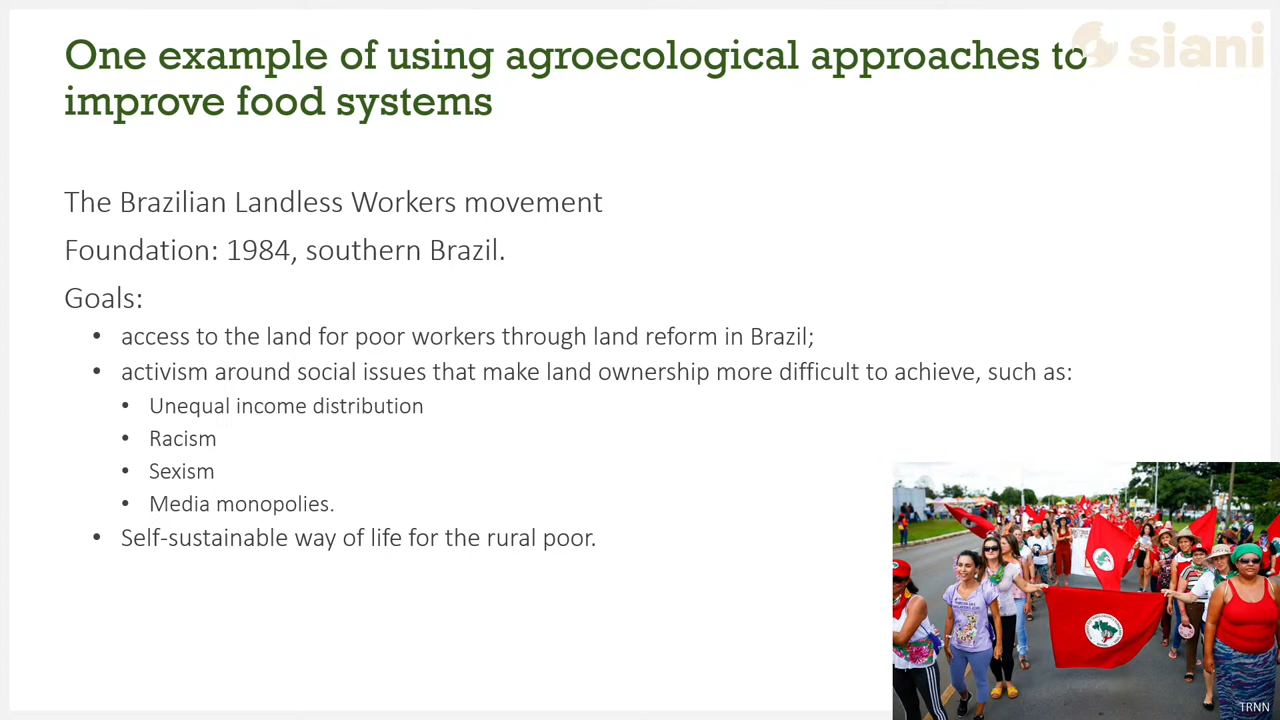 siani
One example of using agroecological approaches to
improve food systems
The Brazilian Landless Workers movement
Foundation: 1984, southern Brazil.
Goals:
• access to the land for poor workers through land reform in Brazil;
• activism around social issues that make land ownership more difficult to achieve, such as:
• Unequal income distribution
• Racism
• Sexism
• Media monopolies.
• Self-sustainable way of life for the rural poor.
TRNN